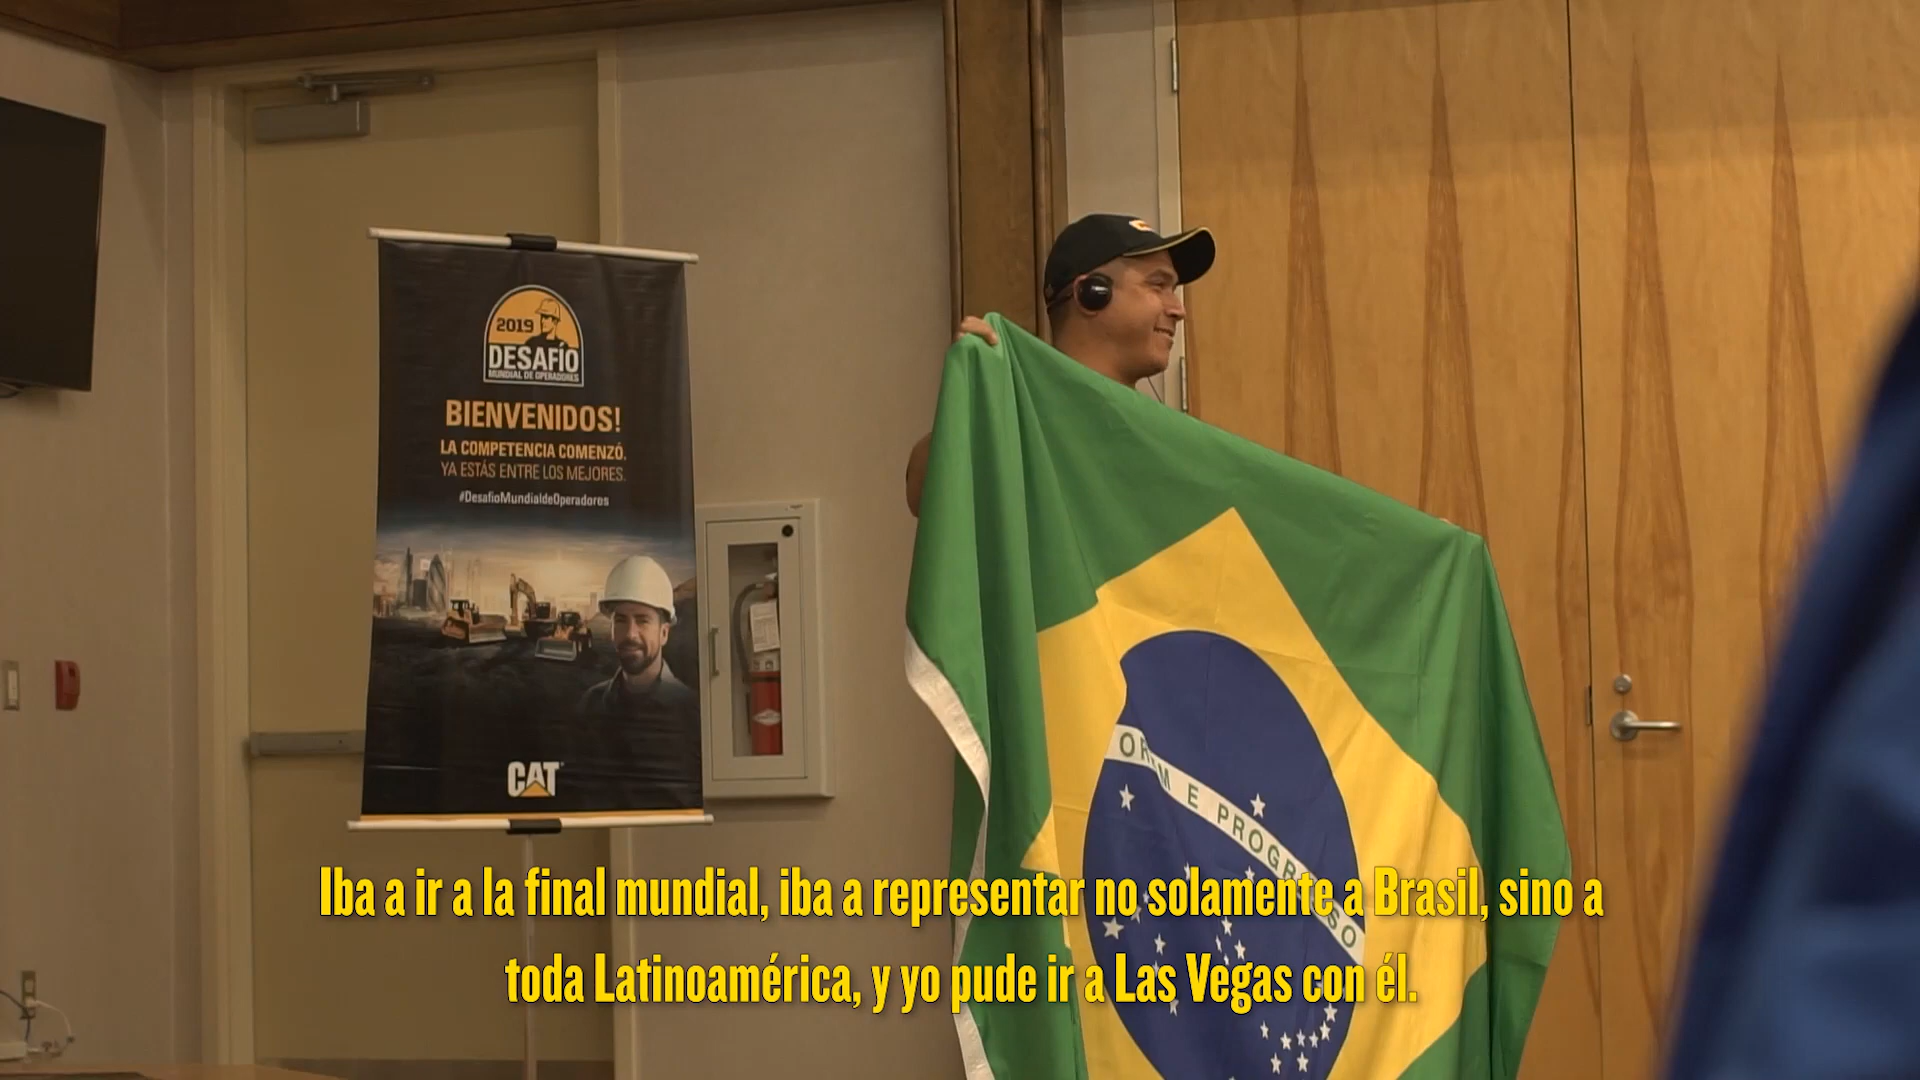 2019
DESAFÍO
MUNDIAL DE OPERADORES
BIENVENIDOS!
LA COMPETENCIA COMENZÓ.
YA ESTÁS ENTRE LOS MEJORES.
#DesafioMundialdeOperadores
CAT
ORDEM E PROGRESSO
Iba a ir a la final mundial, iba a representar no solamente a Brasil, sino a
toda Latinoamérica, y yo pude ir a Las Vegas con él.